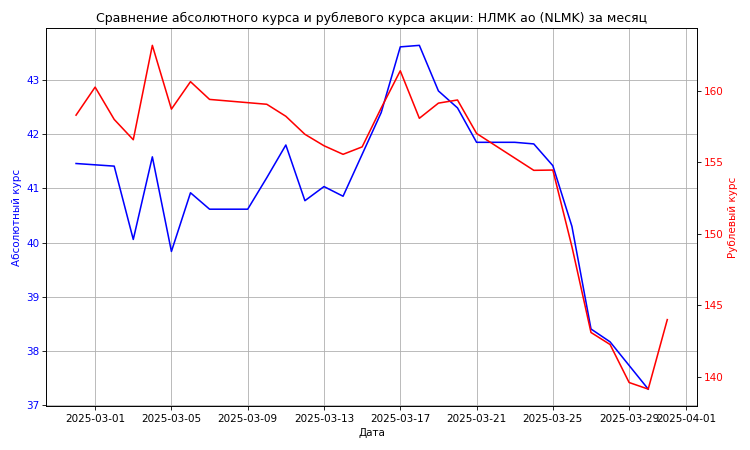 Сравнение абсолютного курса и рублевого курса акции: НЛМК ао (NLMK) за месяц
Абсолютный курс
43
42
41
40
39
38
37
160
155
150
145
140
Рублевый курс
2025-03-01 2025-03-05 2025-03-09 2025-03-13 2025-03-17 2025-03-21 2025-03-25 2025-03-29 2025-04-01
Дата